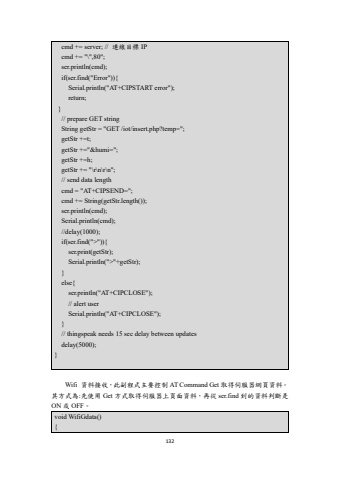 cmd += server; // 連線目標 IP
cmd += "\",80";
ser.println(cmd);
if(ser.find("Error")){
Serial.println("AT+CIPSTART error");
return;
}
// prepare GET string
String getStr = "GET /iot/insert.php?temp=";
getStr +=t;
getStr +="&humi=";
getStr +=h;
getStr += "\r\n\r\n";
// send data length
cmd = "AT+CIPSEND=";
cmd += String(getStr.length());
ser.println(cmd);
Serial.println(cmd);
//delay(1000);
if(ser.find(">")){
ser.print(getStr);
Serial.println(">"+getStr);
}
else{
ser.println("AT+CIPCLOSE");
// alert user
Serial.println("AT+CIPCLOSE");
}
// thingspeak needs 15 sec delay between updates
delay(5000);
}
Wifi 資料接收，此副程式主要控制 AT Command Get 取得伺服器網頁資料，
其方式為:先使用 Get 方式取得伺服器上頁面資料，再從 ser.find 到的資料判斷是
ON 或 OFF。
void WifiGdata()
{
132